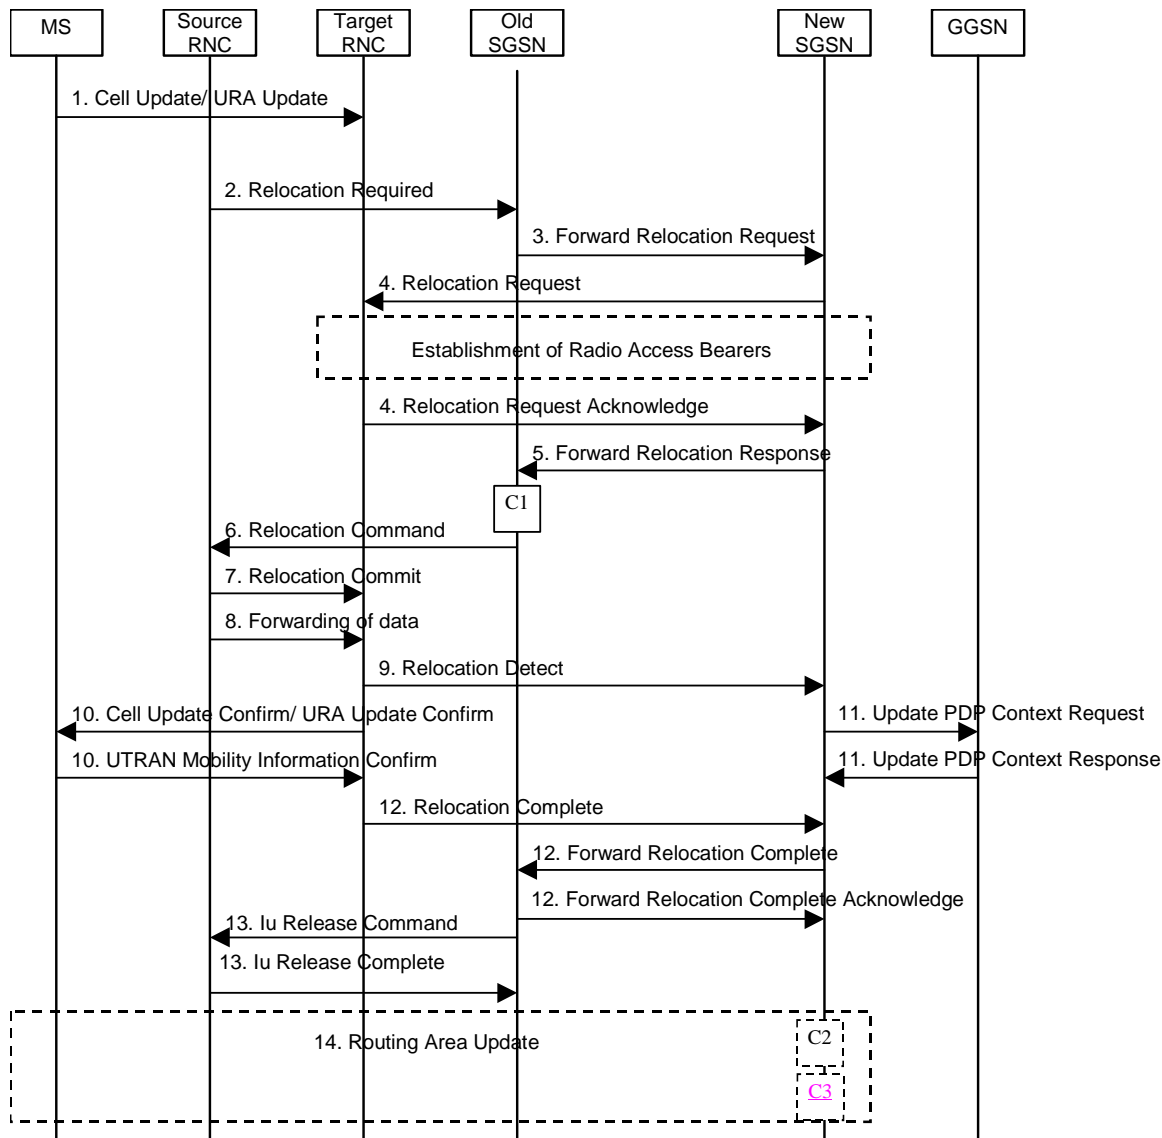 MS
Source
RNC
Target
RNC
Old
SGSN
New
SGSN
GGSN
1. Cell Update/ URA Update
2. Relocation Required
3. Forward Relocation Request
4. Relocation Request
Establishment of Radio Access Bearers
4. Relocation Request Acknowledge
5. Forward Relocation Response
C1
6. Relocation Command
7. Relocation Commit
8. Forwarding of data
9. Relocation Detect
10. Cell Update Confirm/ URA Update Confirm
11. Update PDP Context Request
10. UTRAN Mobility Information Confirm
11. Update PDP Context Response
12. Relocation Complete
12. Forward Relocation Complete
12. Forward Relocation Complete Acknowledge
13. Iu Release Command
13. Iu Release Complete
14. Routing Area Update
C2
C3